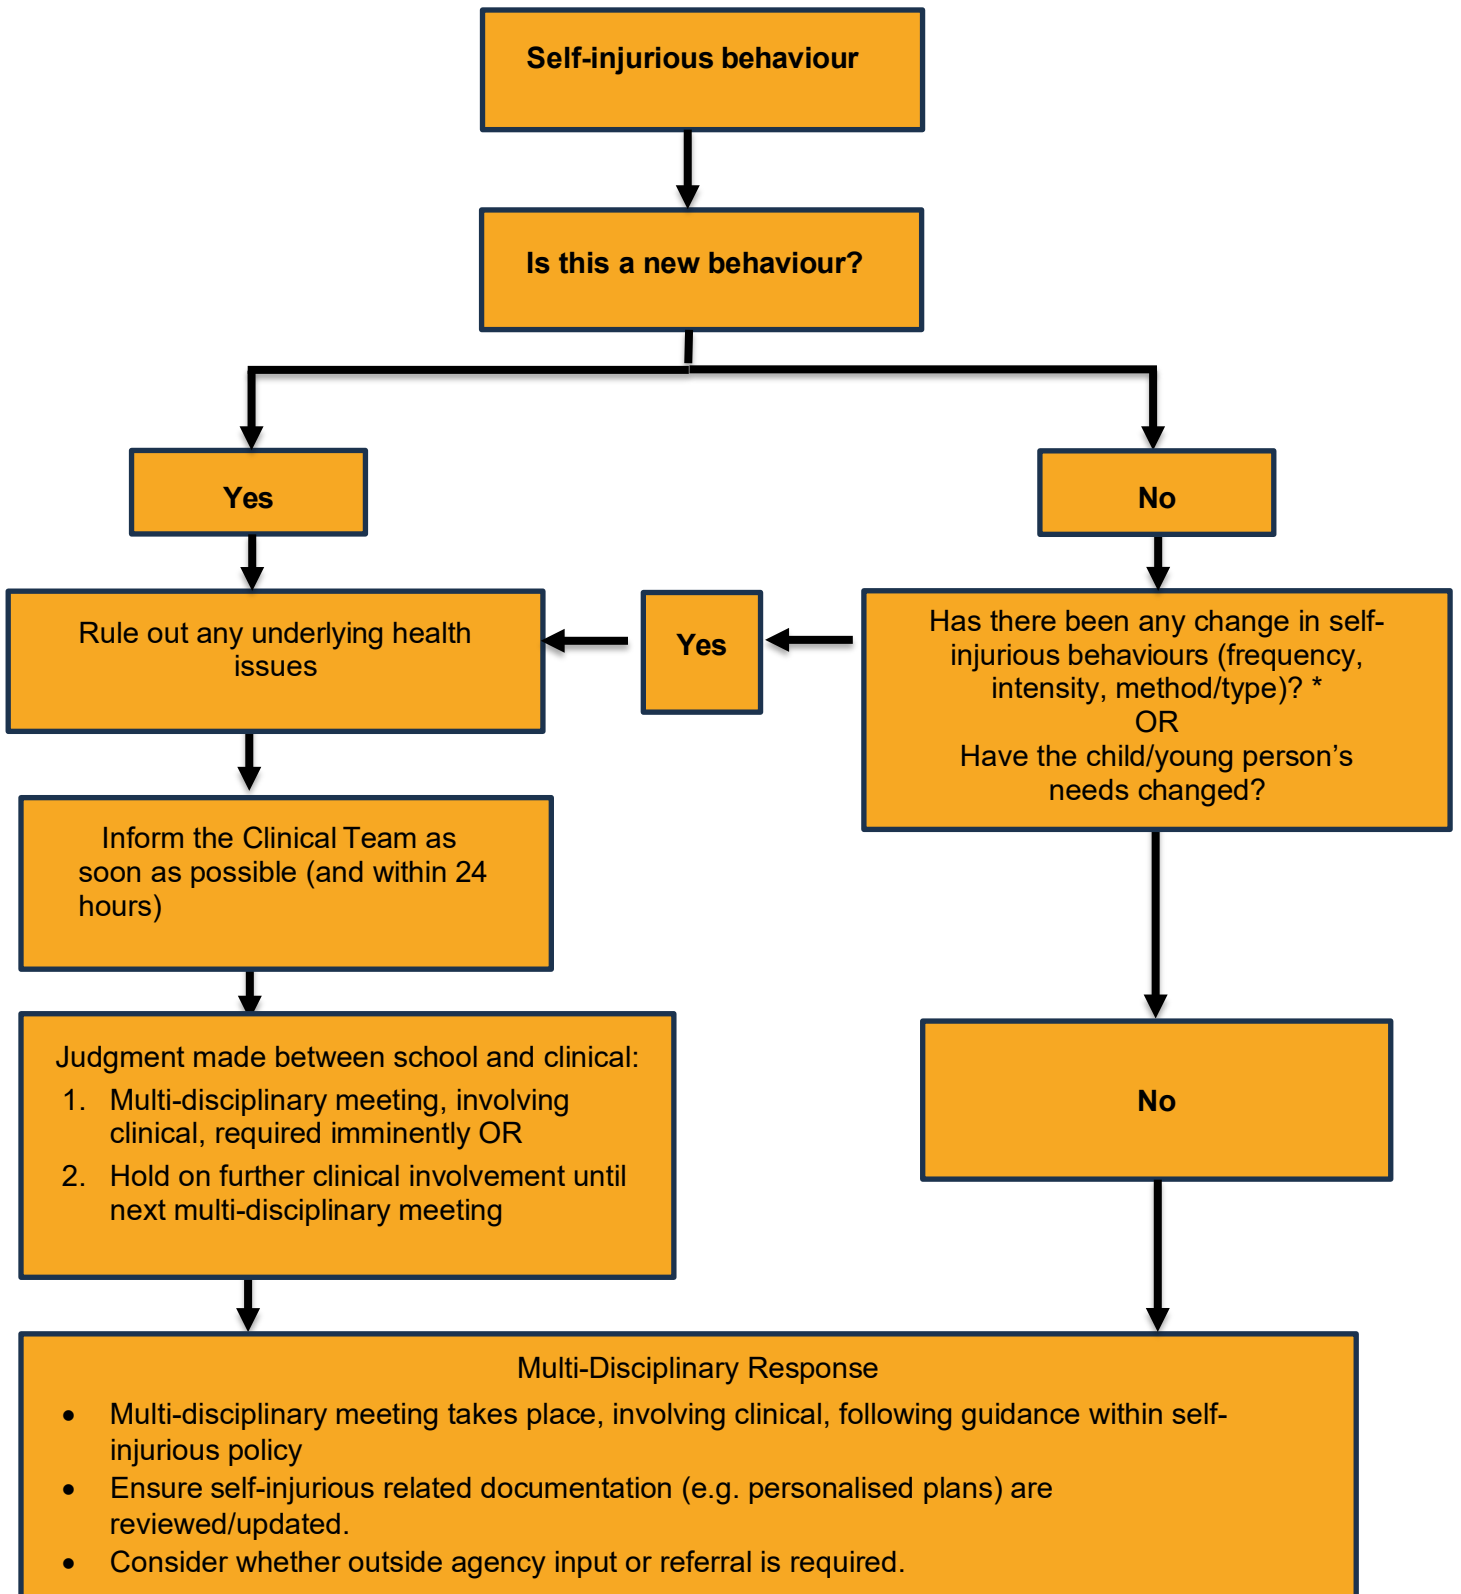 Self-injurious behaviour
Is this a new behaviour?
Yes
No
Rule out any underlying health
issues
Yes
Has there been any change in self-
injurious behaviours (frequency,
intensity, method/type)? *
OR
Have the child/young person’s
needs changed?
Inform the Clinical Team as
soon as possible (and within 24
hours)
Judgment made between school and clinical:
1. Multi-disciplinary meeting, involving
clinical, required imminently OR
2. Hold on further clinical involvement until
next multi-disciplinary meeting
No
Multi-Disciplinary Response
• Multi-disciplinary meeting takes place, involving clinical, following guidance within self-
injurious policy
• Ensure self-injurious related documentation (e.g. personalised plans) are
reviewed/updated.
• Consider whether outside agency input or referral is required.